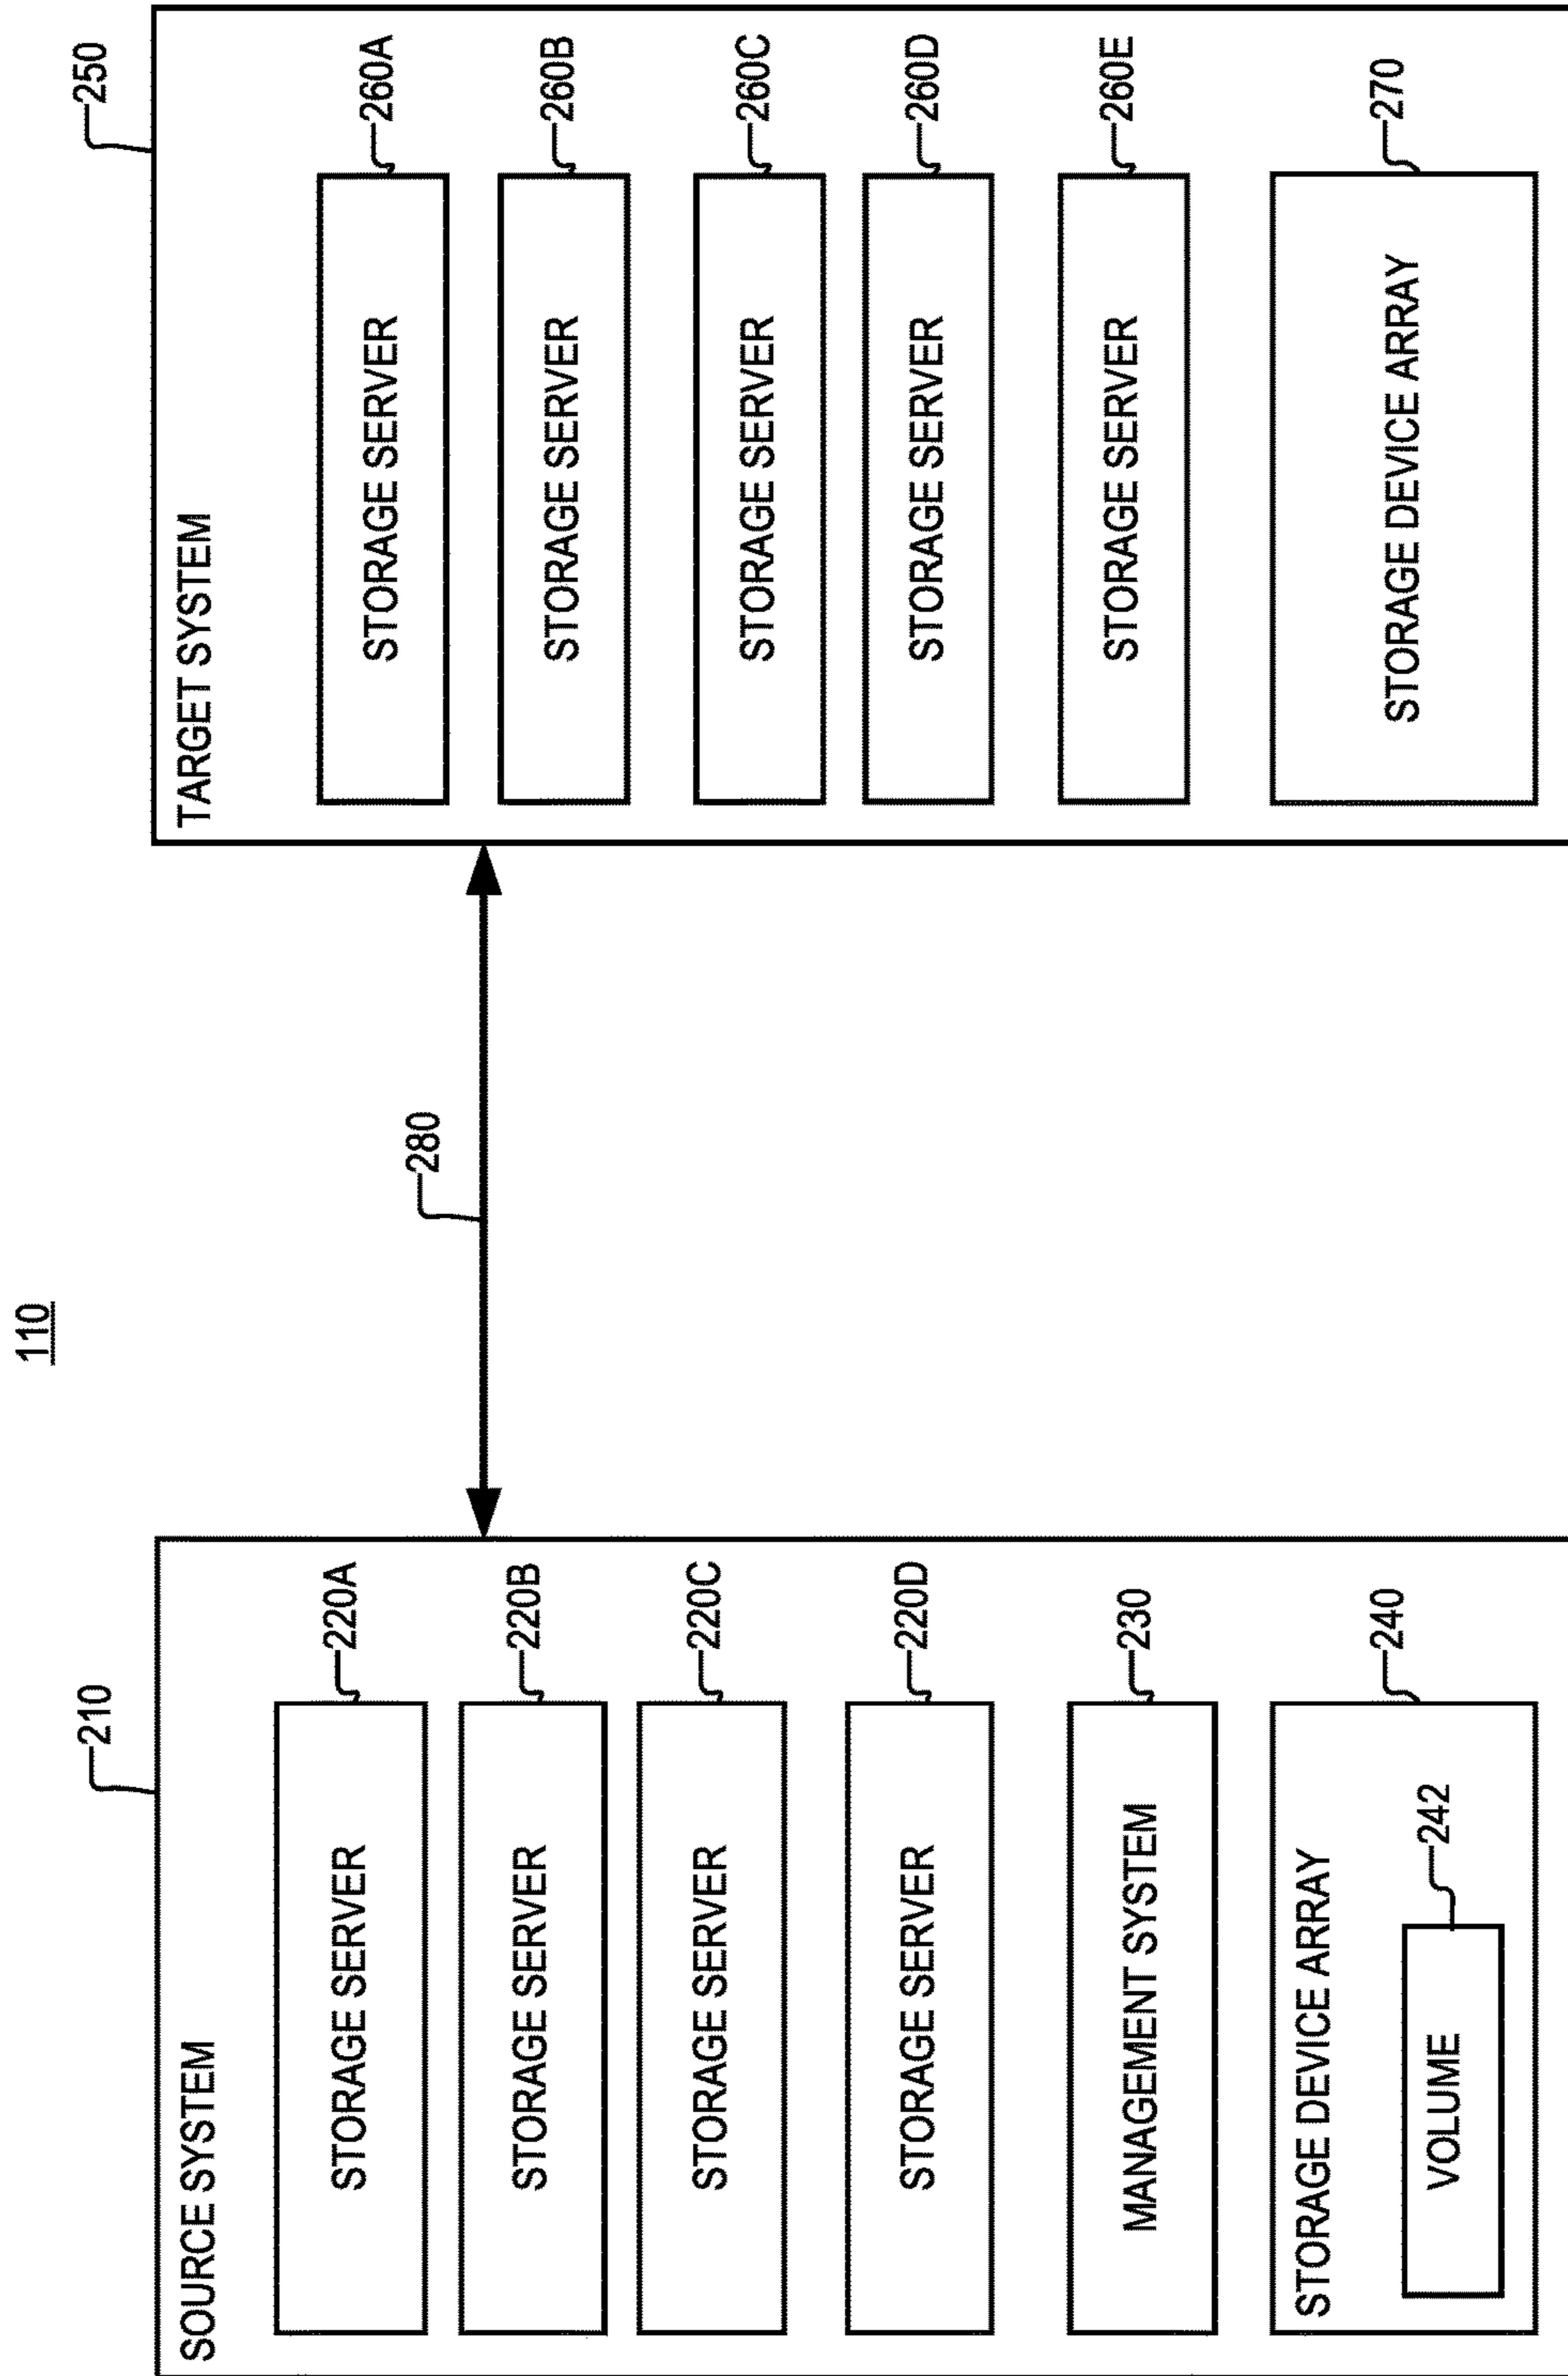 110
210
SOURCE SYSTEM
STORAGE SERVER
220A
STORAGE SERVER
220B
STORAGE SERVER
220C
STORAGE SERVER
220D
MANAGEMENT SYSTEM
230
STORAGE DEVICE ARRAY
240
VOLUME
242
280
250
TARGET SYSTEM
STORAGE SERVER
260A
STORAGE SERVER
260B
STORAGE SERVER
260C
STORAGE SERVER
260D
STORAGE SERVER
260E
STORAGE DEVICE ARRAY
270